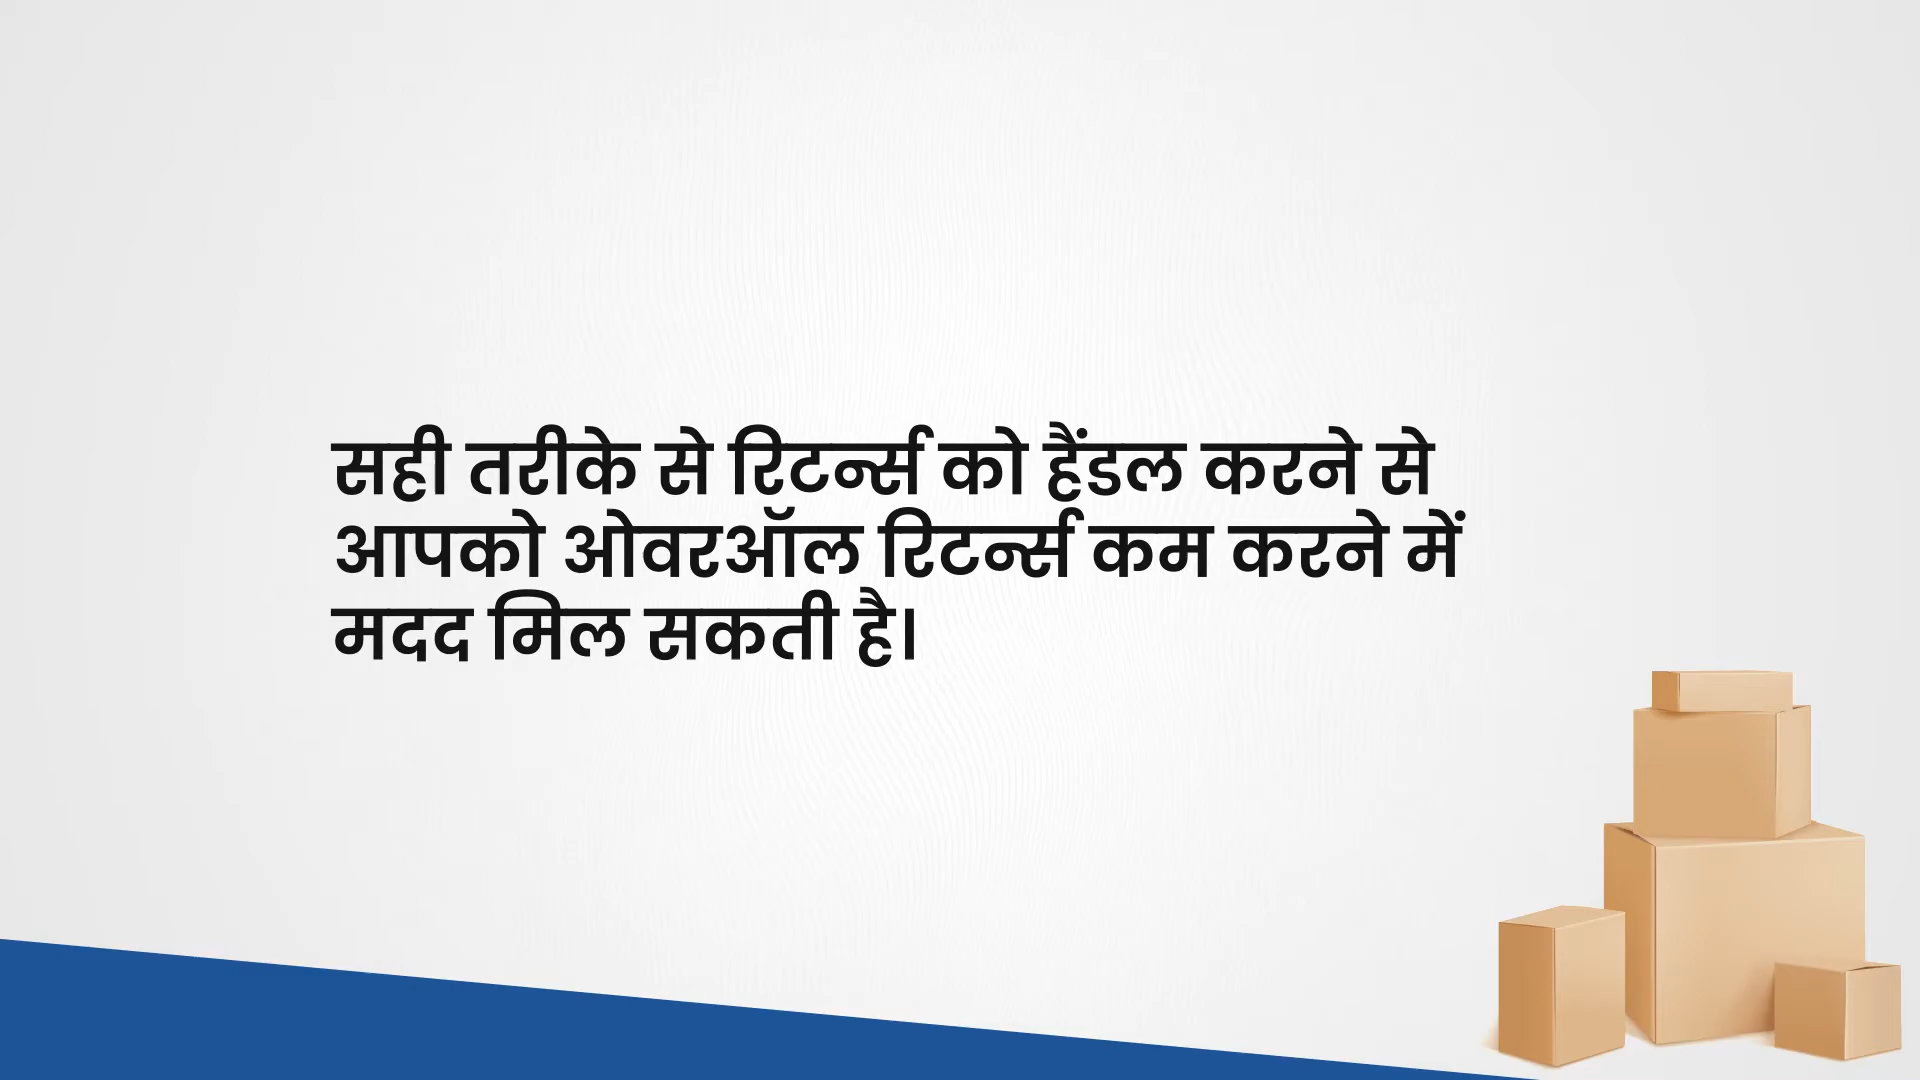 सही तरीके से रिटर्न्स को हैंडल करने से
आपको ओवरऑल रिटर्न्स कम करने में
मदद मिल सकती है।